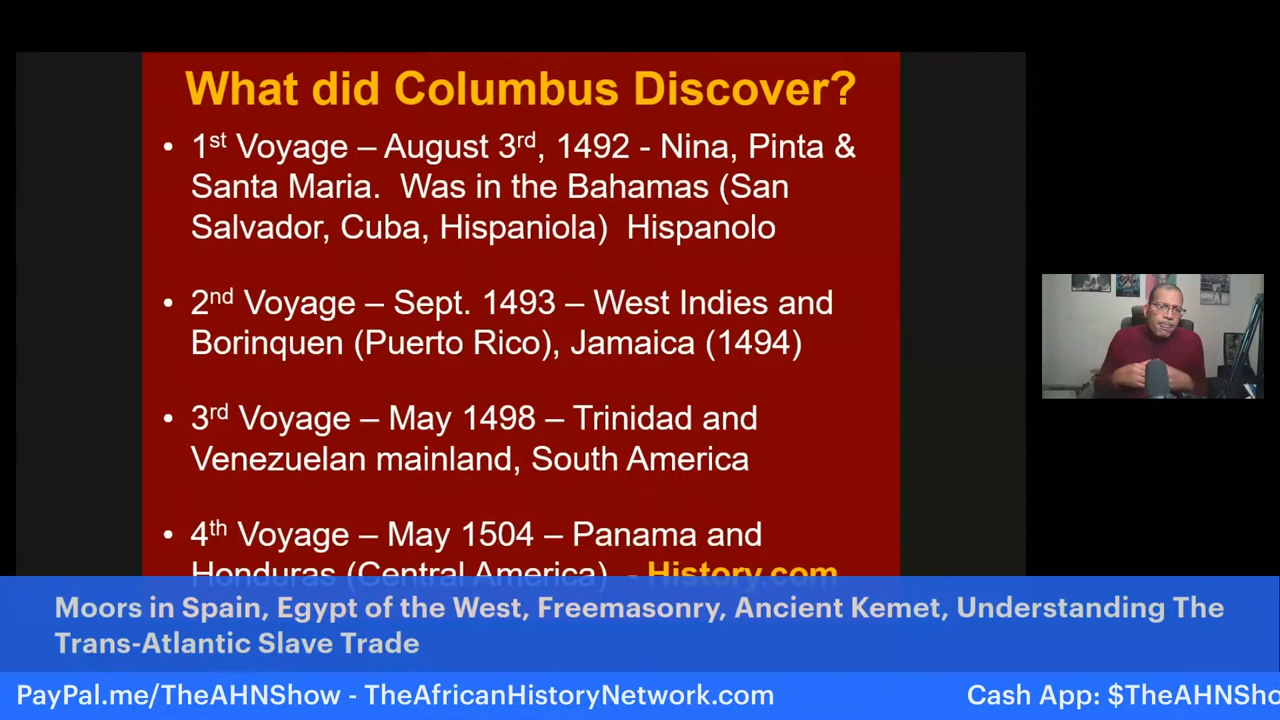 What did Columbus Discover?
• 1st Voyage – August 3rd, 1492 - Nina, Pinta &
Santa Maria. Was in the Bahamas (San
Salvador, Cuba, Hispaniola) Hispanolo
• 2nd Voyage – Sept. 1493 – West Indies and
Borinquen (Puerto Rico), Jamaica (1494)
• 3rd Voyage – May 1498 – Trinidad and
Venezuelan mainland, South America
• 4th Voyage – May 1504 – Panama and
Honduras (Central America) - History.com
Moors in Spain, Egypt of the West, Freemasonry, Ancient Kemet, Understanding The
Trans-Atlantic Slave Trade
PayPal.me/TheAHNShow - TheAfricanHistoryNetwork.com Cash App: $TheAHNSho